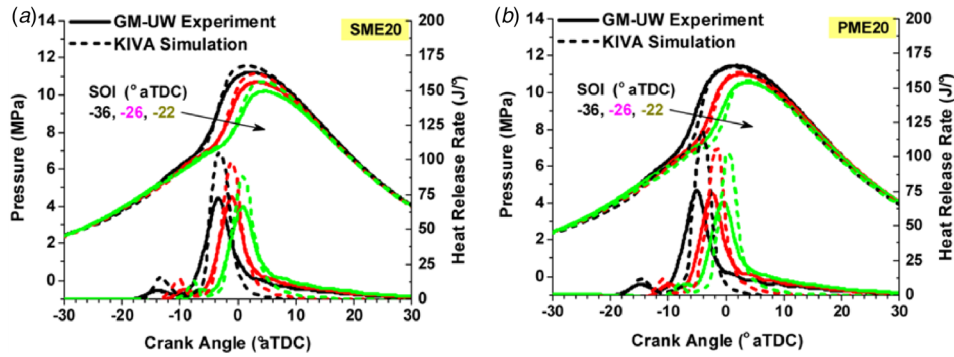 (a)
GM-UW Experiment
KIVA Simulation
SME20
SOI (° aTDC)
-36, -26, -22
Pressure (MPa)
14
12
10
8
6
4
2
0
Heat Release Rate (J/°)
200
175
150
125
100
75
50
25
0
-30 -20 -10 0 10 20 30
Crank Angle (°aTDC)
(b)
GM-UW Experiment
KIVA Simulation
PME20
SOI (° aTDC)
-36, -26, -22
Pressure (MPa)
14
12
10
8
6
4
2
0
Heat Release Rate (J/°)
200
175
150
125
100
75
50
25
0
-30 -20 -10 0 10 20 30
Crank Angle (° aTDC)